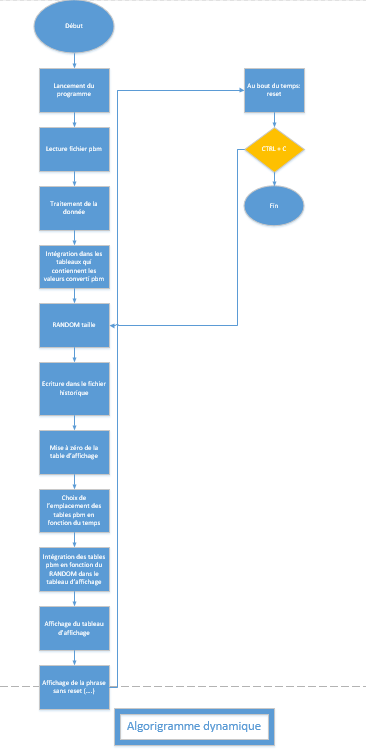 Début
Lancement du
programme
Lecture fichier pbm
Traitement de la
donnée
Intégration dans les
tableaux qui
contiennent les
valeurs converti pbm
RANDOM taille
Ecriture dans le fichier
historique
Mise à zéro de la
table d'affichage
Choix de
l'emplacement des
tables pbm en
fonction du temps
Intégration des tables
pbm en fonction du
RANDOM dans le
tableau d'affichage
Affichage du tableau
d'affichage
Affichage de la phrase
sans reset (….)
Au bout du temps:
reset
CTRL + C
Fin
Algorigramme dynamique